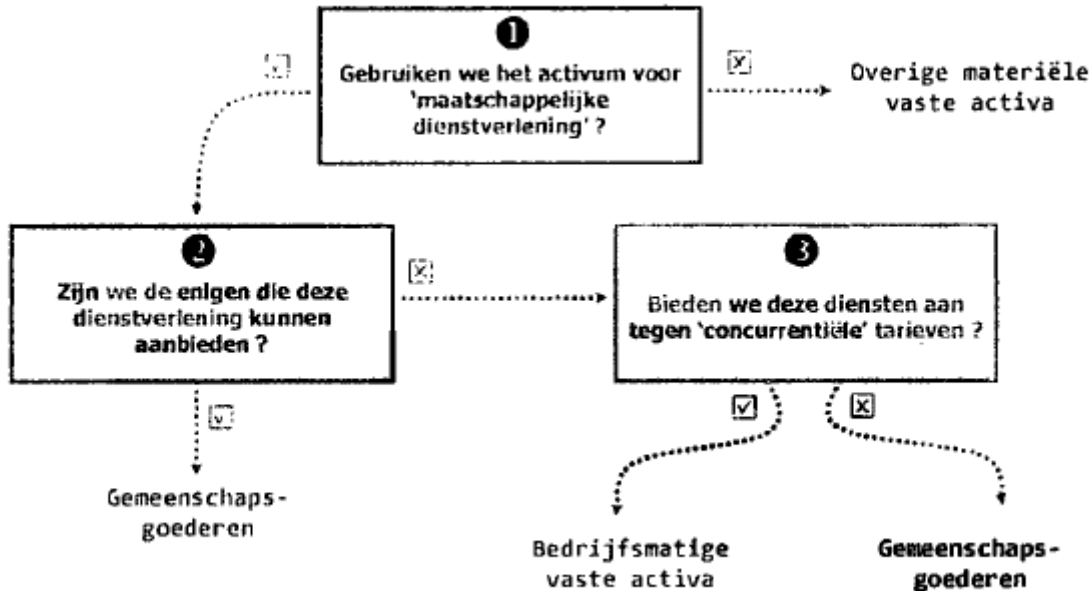 1
Gebruiken we het activum voor
'maatschappelijke
dienstverlening' ?
Overige materiële
vaste activa
2
Zijn we de enigen die deze
dienstverlening kunnen
aanbieden ?
3
Bieden we deze diensten aan
tegen 'concurrentiële' tarieven ?
Gemeenschaps-
goederen
Bedrijfsmatige
vaste activa
Gemeenschaps-
goederen